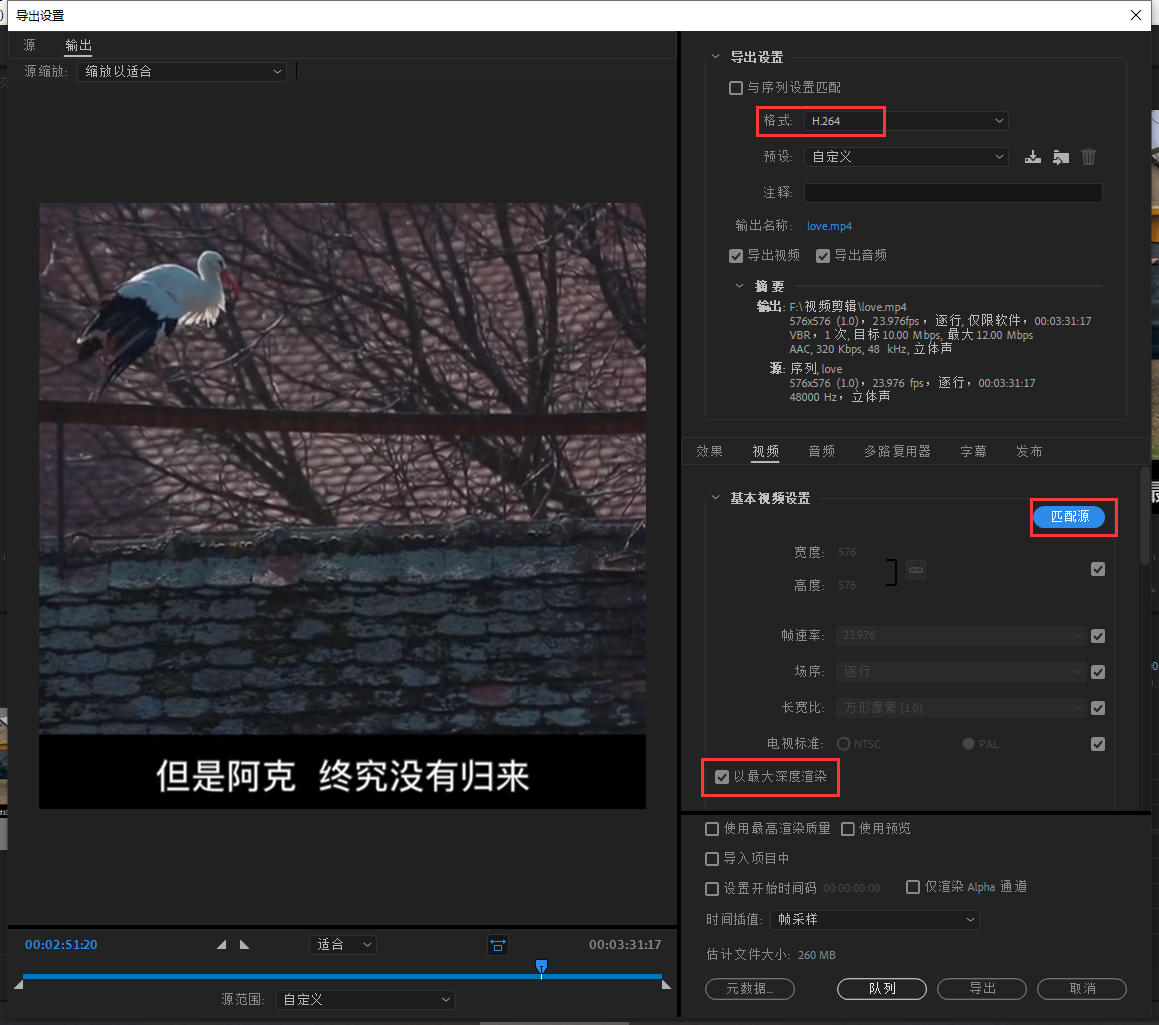 导出设置
源 输出
源缩放: 缩放以适合
但是阿克 终究没有归来
00:02:51:20 适合 00:03:31:17
源范围: 自定义
导出设置
与序列设置匹配
格式: H.264
预设: 自定义
注释:
输出名称: love.mp4
导出视频 导出音频
摘要
输出: F:\视频剪辑\love.mp4
576x576 (1.0), 23.976fps, 逐行, 仅限软件, 00:03:31:17
VBR, 1 次, 目标 10.00 Mbps, 最大 12.00 Mbps
AAC, 320 Kbps, 48 kHz, 立体声
源: 序列, love
576x576 (1.0), 23.976 fps, 逐行, 00:03:31:17
48000 Hz, 立体声
效果 视频 音频 多路复用器 字幕 发布
基本视频设置
匹配源
宽度: 576
高度: 576
帧速率: 23.976
场序: 逐行
长宽比: 方形像素 (1.0)
电视标准: NTSC PAL
以最大深度渲染
使用最高渲染质量 使用预览
导入项目中
设置开始时间码 00:00:00:00 仅渲染 Alpha 通道
时间插值: 帧采样
估计文件大小: 260 MB
元数据... 队列 导出 取消